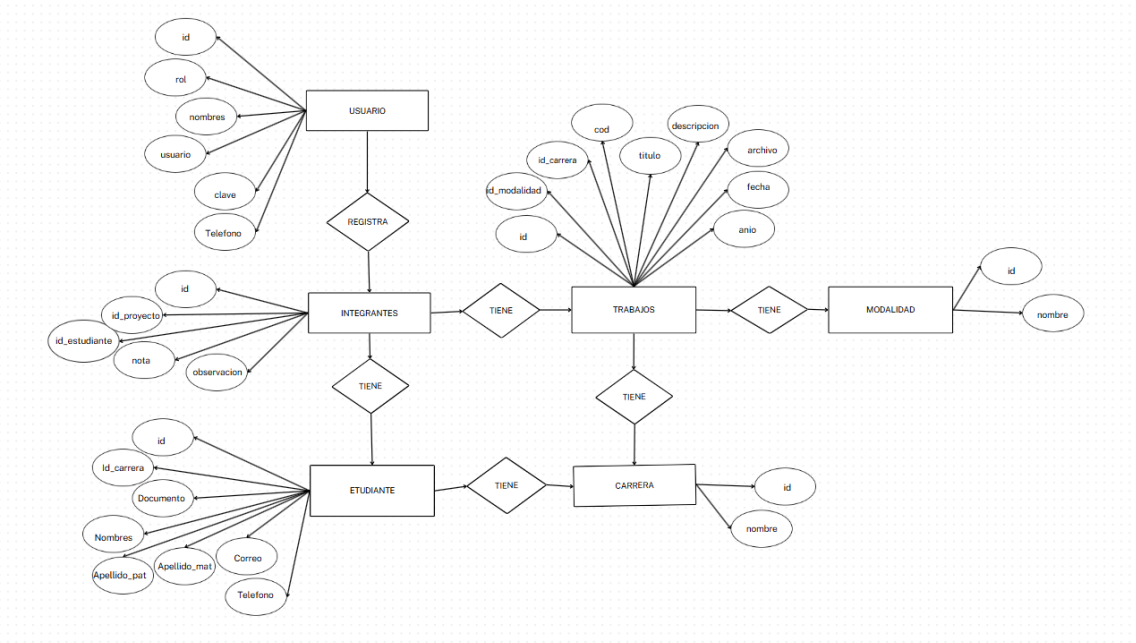 id
rol
nombres
usuario
clave
Telefono
USUARIO
REGISTRA
cod
descripcion
id_carrera
titulo
archivo
id_modalidad
fecha
id
anio
id
id_proyecto
id_estudiante
nota
observacion
INTEGRANTES
TIENE
TRABAJOS
TIENE
MODALIDAD
id
nombre
TIENE
TIENE
id
Id_carrera
Documento
Nombres
Apellido_pat
Apellido_mat
Correo
Telefono
ETUDIANTE
TIENE
CARRERA
id
nombre